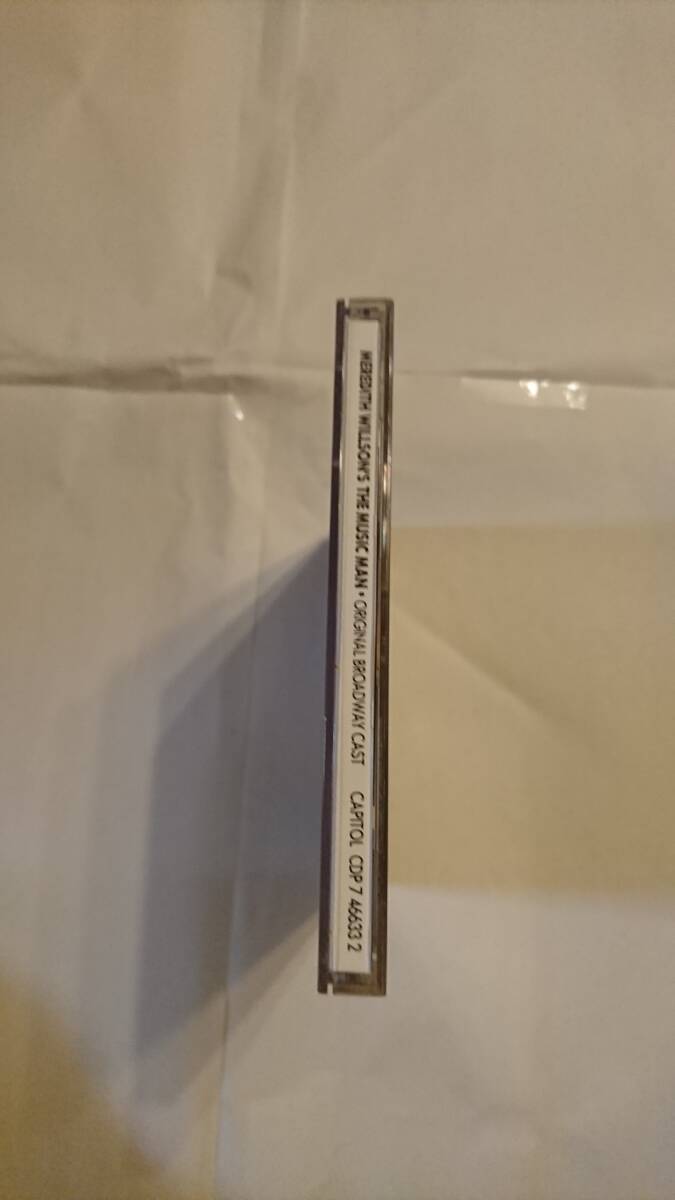 MEREDITH WILLSON'S THE MUSIC MAN • ORIGINAL BROADWAY CAST CAPITOL CDP 7 46633 2